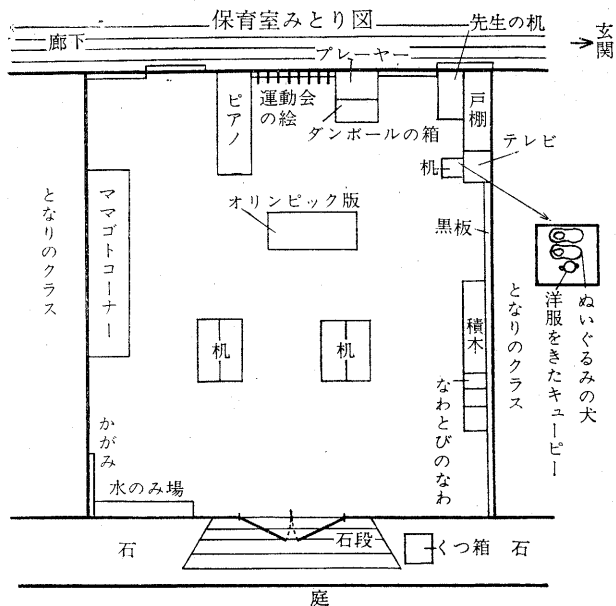 保育室みとり図
先生の机
玄関
廊下
プレーヤー
ピアノ
運動会
の絵
ダンボールの箱
戸棚
テレビ
机
オリンピック版
黒板
となりのクラス
ママゴトコーナー
積木
となりのクラス
洋服をきたキューピー
ぬいぐるみの犬
机
机
なわとびのなわ
かがみ
水のみ場
石
石段
くつ箱
石
庭